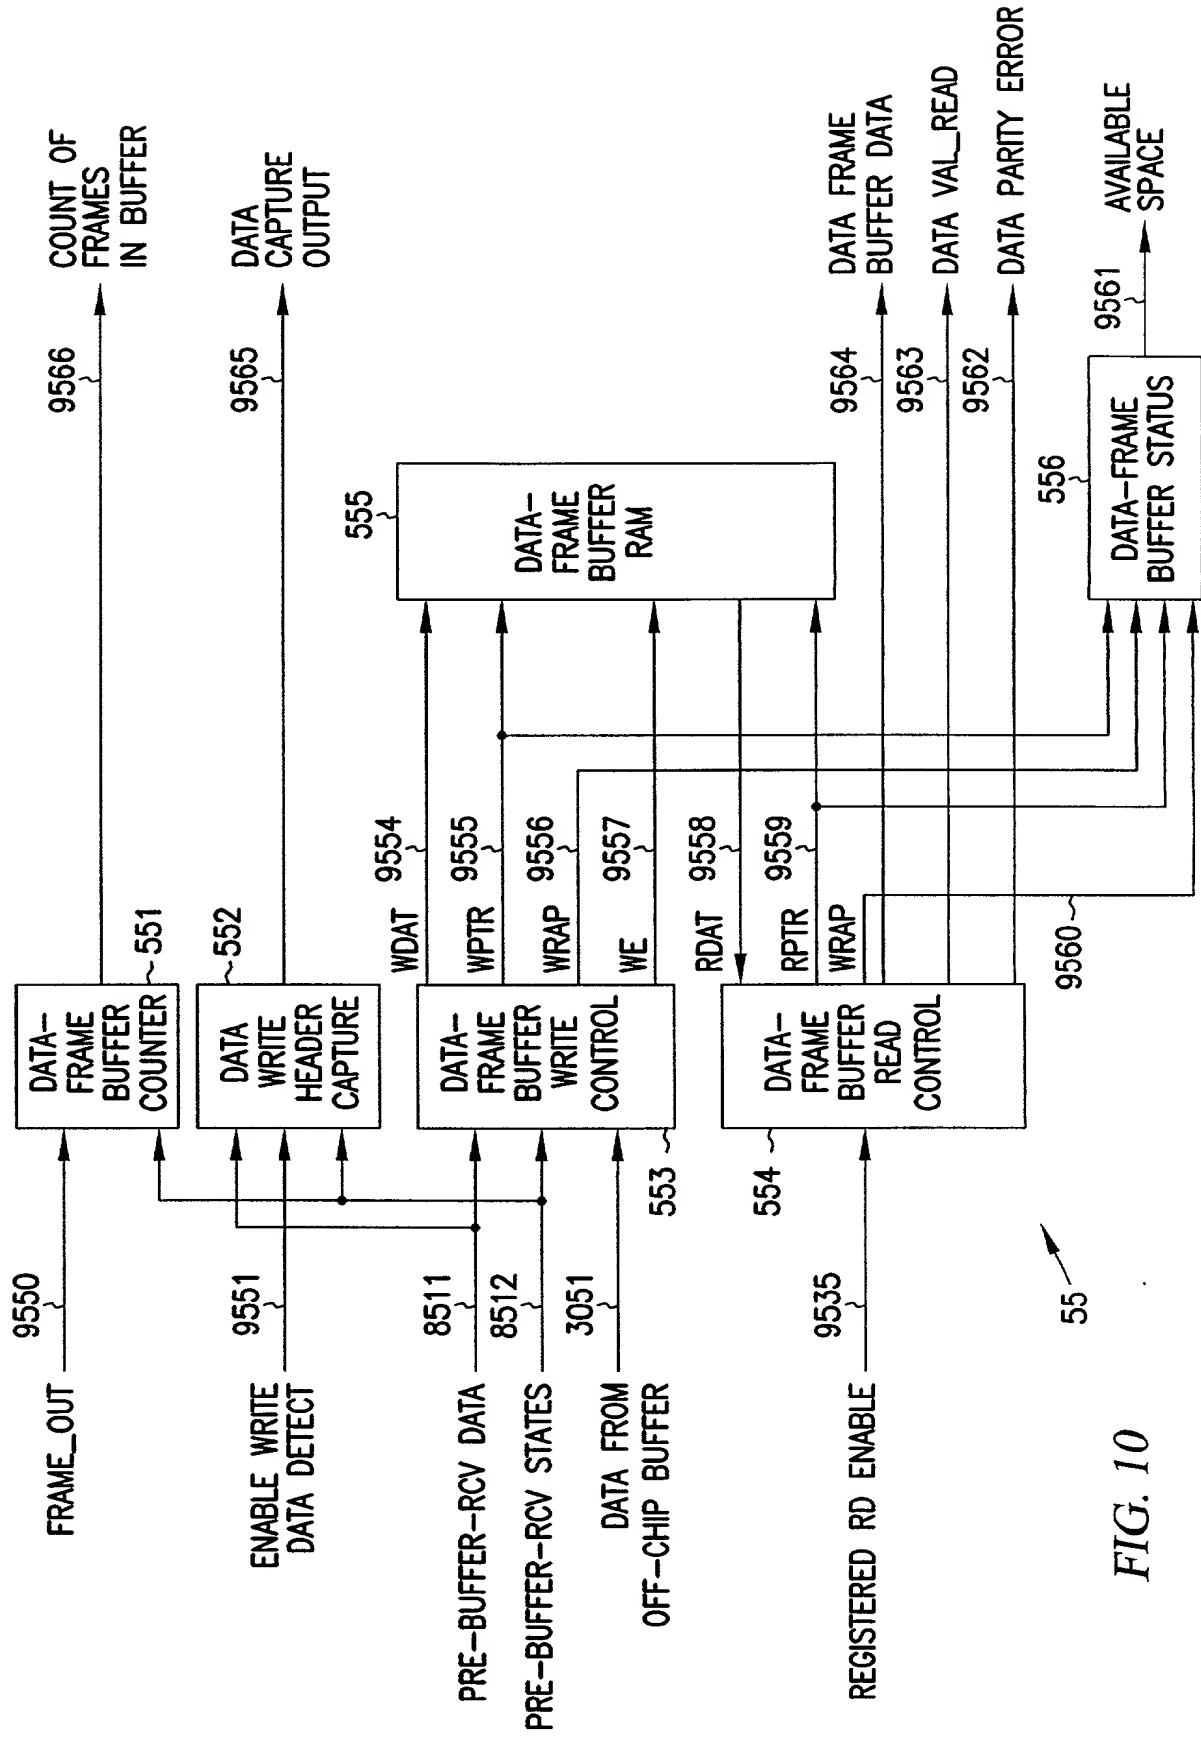 FRAME_OUT
9550
DATA-
FRAME
BUFFER
COUNTER
551
9566
COUNT OF
FRAMES
IN BUFFER
ENABLE WRITE
DATA DETECT
9551
DATA
WRITE
HEADER
CAPTURE
552
9565
DATA
CAPTURE
OUTPUT
PRE-BUFFER-RCV DATA
8511
PRE-BUFFER-RCV STATES
8512
DATA FROM
OFF-CHIP BUFFER
3051
DATA-
FRAME
BUFFER
WRITE
CONTROL
553
WDAT
9554
WPTR
9555
WRAP
9556
WE
9557
DATA-
FRAME
BUFFER
RAM
555
REGISTERED RD ENABLE
9535
DATA-
FRAME
BUFFER
READ
CONTROL
554
RDAT
9558
RPTR
9559
WRAP
9560
9564
DATA FRAME
BUFFER DATA
9563
DATA VAL_READ
9562
DATA PARITY ERROR
DATA-FRAME
BUFFER STATUS
556
9561
AVAILABLE
SPACE
55
FIG. 10